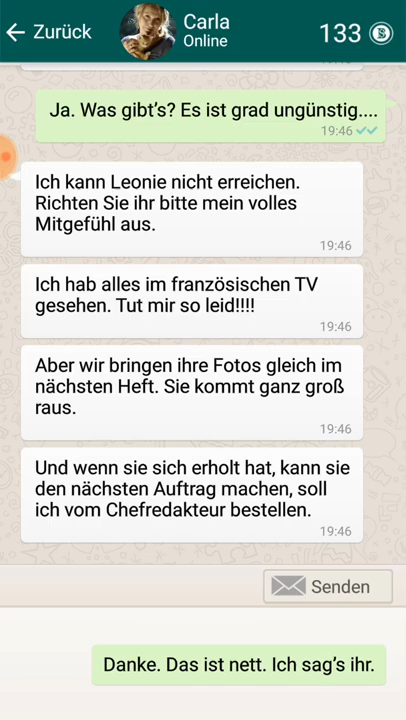 Zurück
Carla
Online
133
Ja. Was gibt's? Es ist grad ungünstig....
19:46
Ich kann Leonie nicht erreichen.
Richten Sie ihr bitte mein volles
Mitgefühl aus.
19:46
Ich hab alles im französischen TV
gesehen. Tut mir so leid!!!!
19:46
Aber wir bringen ihre Fotos gleich im
nächsten Heft. Sie kommt ganz groß
raus.
19:46
Und wenn sie sich erholt hat, kann sie
den nächsten Auftrag machen, soll
ich vom Chefredakteur bestellen.
19:46
Senden
Danke. Das ist nett. Ich sag's ihr.